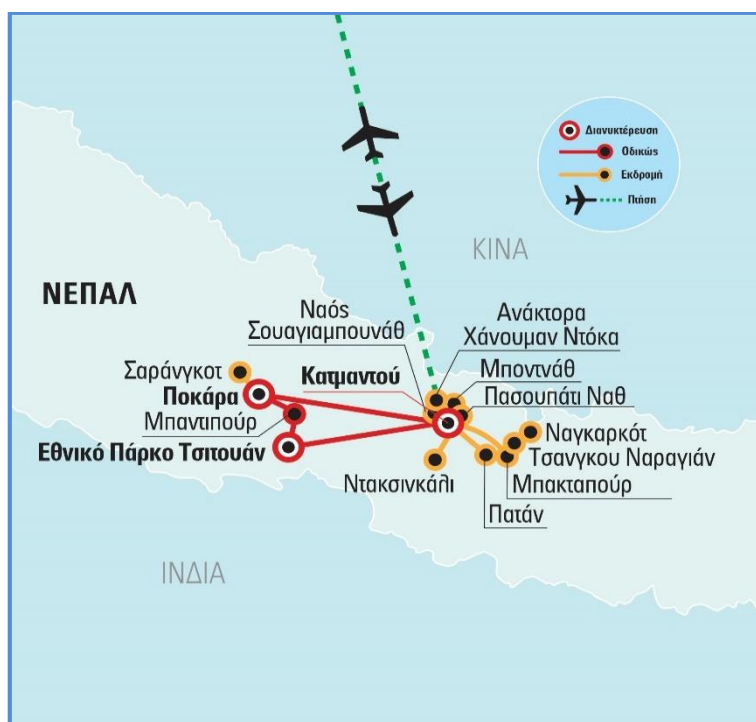 Διανυκτέρευση
Οδικώς
Εκδρομή
Πτήση
ΚΙΝΑ
ΝΕΠΑΛ
Ναός
Σουαγιαμπουνάθ
Ανάκτορα
Χάνουμαν Ντόκα
Σαράνγκοτ
Κατμαντού
Μποντνάθ
Ποκάρα
Πασουπάτι Ναθ
Μπαντιπούρ
Ναγκαρκότ
Εθνικό Πάρκο Τσιτουάν
Τσανγκου Ναραγιάν
Ντακσινκάλι
Μπακταπούρ
Πατάν
ΙΝΔΙΑ